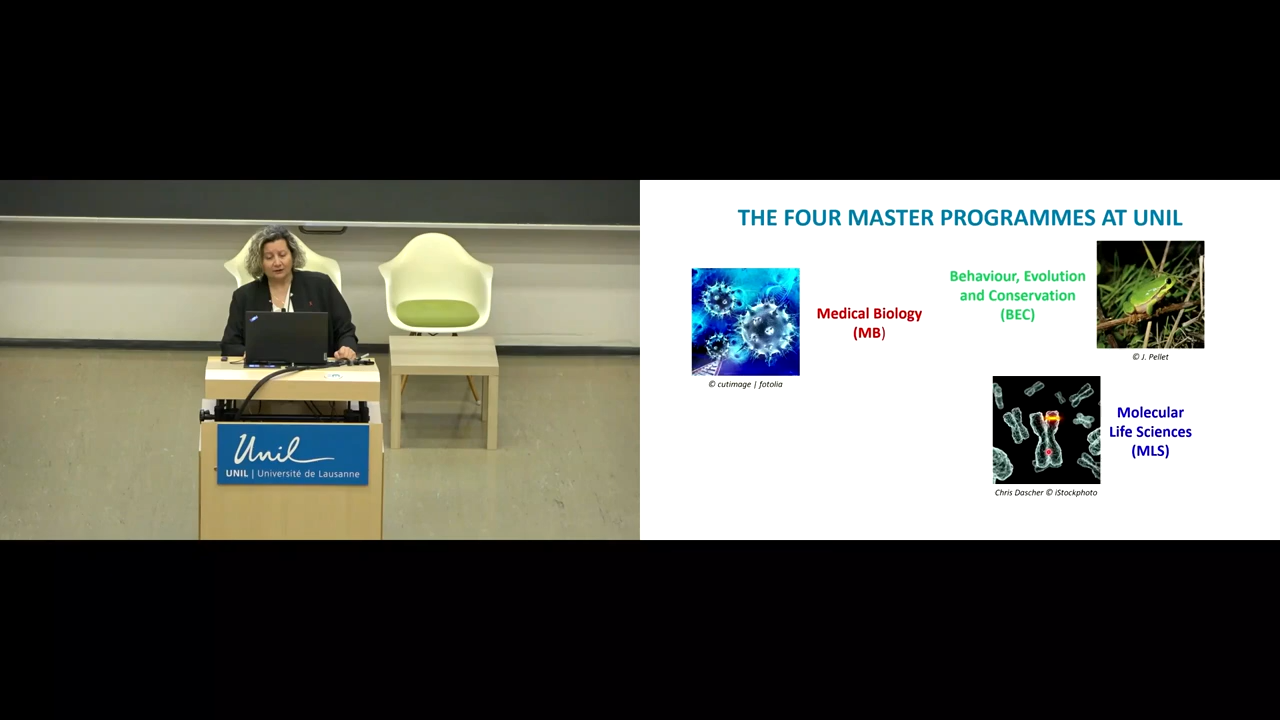 THE FOUR MASTER PROGRAMMES AT UNIL
Medical Biology
(MB)
© cutimage | fotolia
Behaviour, Evolution
and Conservation
(BEC)
© J. Pellet
Molecular
Life Sciences
(MLS)
Chris Dascher © iStockphoto
Unil
UNIL | Université de Lausanne